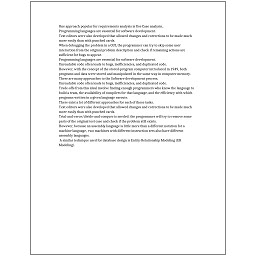 One approach popular for requirements analysis is Use Case analysis.
Programming languages are essential for software development.
Text editors were also developed that allowed changes and corrections to be made much
more easily than with punched cards.
When debugging the problem in a GUI, the programmer can try to skip some user
interaction from the original problem description and check if remaining actions are
sufficient for bugs to appear.
Programming languages are essential for software development.
Unreadable code often leads to bugs, inefficiencies, and duplicated code.
However, with the concept of the stored-program computer introduced in 1949, both
programs and data were stored and manipulated in the same way in computer memory.
There are many approaches to the Software development process.
Unreadable code often leads to bugs, inefficiencies, and duplicated code.
Trade-offs from this ideal involve finding enough programmers who know the language to
build a team, the availability of compilers for that language, and the efficiency with which
programs written in a given language execute.
There exist a lot of different approaches for each of those tasks.
Text editors were also developed that allowed changes and corrections to be made much
more easily than with punched cards.
Trial-and-error/divide-and-conquer is needed: the programmer will try to remove some
parts of the original test case and check if the problem still exists.
However, because an assembly language is little more than a different notation for a
machine language, two machines with different instruction sets also have different
assembly languages.
A similar technique used for database design is Entity-Relationship Modeling (ER
Modeling).